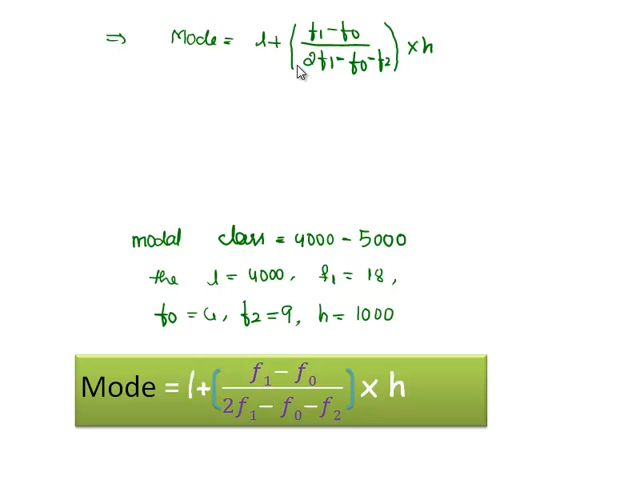 ⇒ Mode = l + ( f1 - f0 / 2f1 - f0 - f2 ) × h
modal class = 4000 - 5000
the l = 4000, f1 = 18,
f0 = 4, f2 = 9, h = 1000
Mode = l + ( f1 − f0 / 2f1 − f0 − f2 ) x h